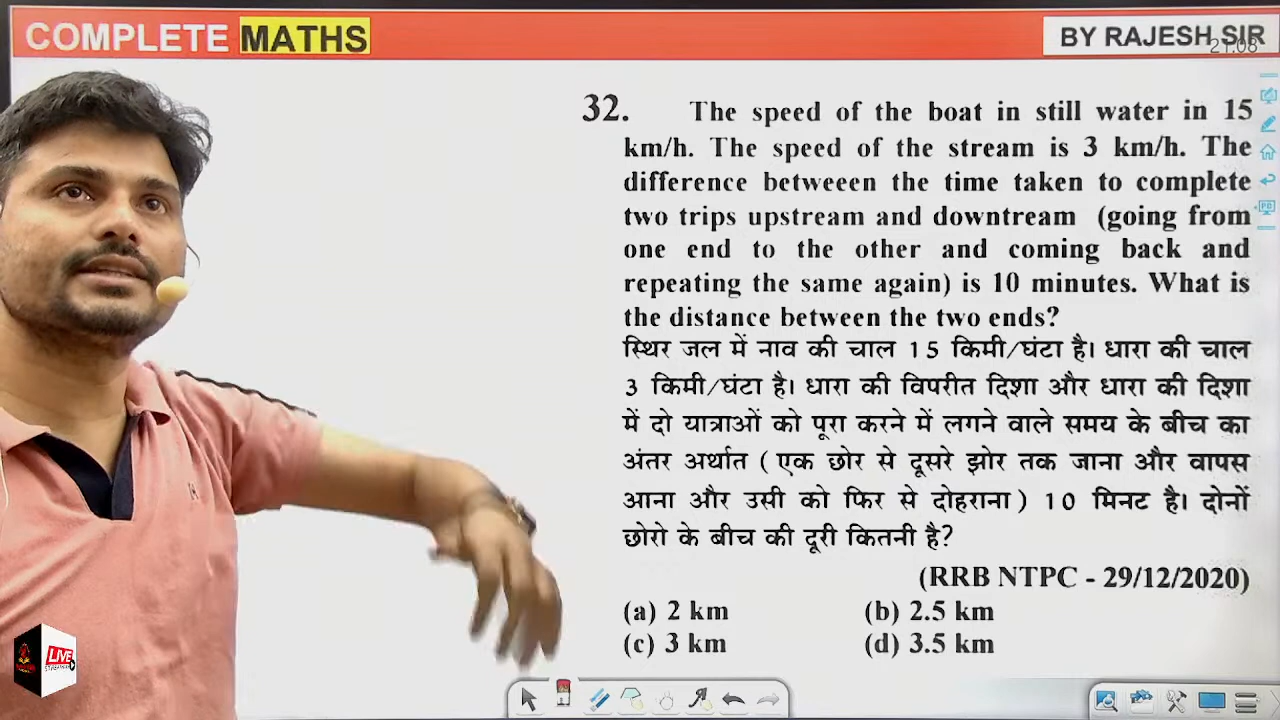 COMPLETE MATHS
BY RAJESH SIR
21:08
32. The speed of the boat in still water in 15
km/h. The speed of the stream is 3 km/h. The
difference betweeen the time taken to complete
two trips upstream and downtream (going from
one end to the other and coming back and
repeating the same again) is 10 minutes. What is
the distance between the two ends?
स्थिर जल में नाव की चाल 15 किमी/घंटा है। धारा की चाल
3 किमी/घंटा है। धारा की विपरीत दिशा और धारा की दिशा
में दो यात्राओं को पूरा करने में लगने वाले समय के बीच का
अंतर अर्थात ( एक छोर से दूसरे झोर तक जाना और वापस
आना और उसी को फिर से दोहराना ) 10 मिनट है। दोनों
छोरो के बीच की दूरी कितनी है?
(RRB NTPC - 29/12/2020)
(a) 2 km (b) 2.5 km
(c) 3 km (d) 3.5 km
LIVE